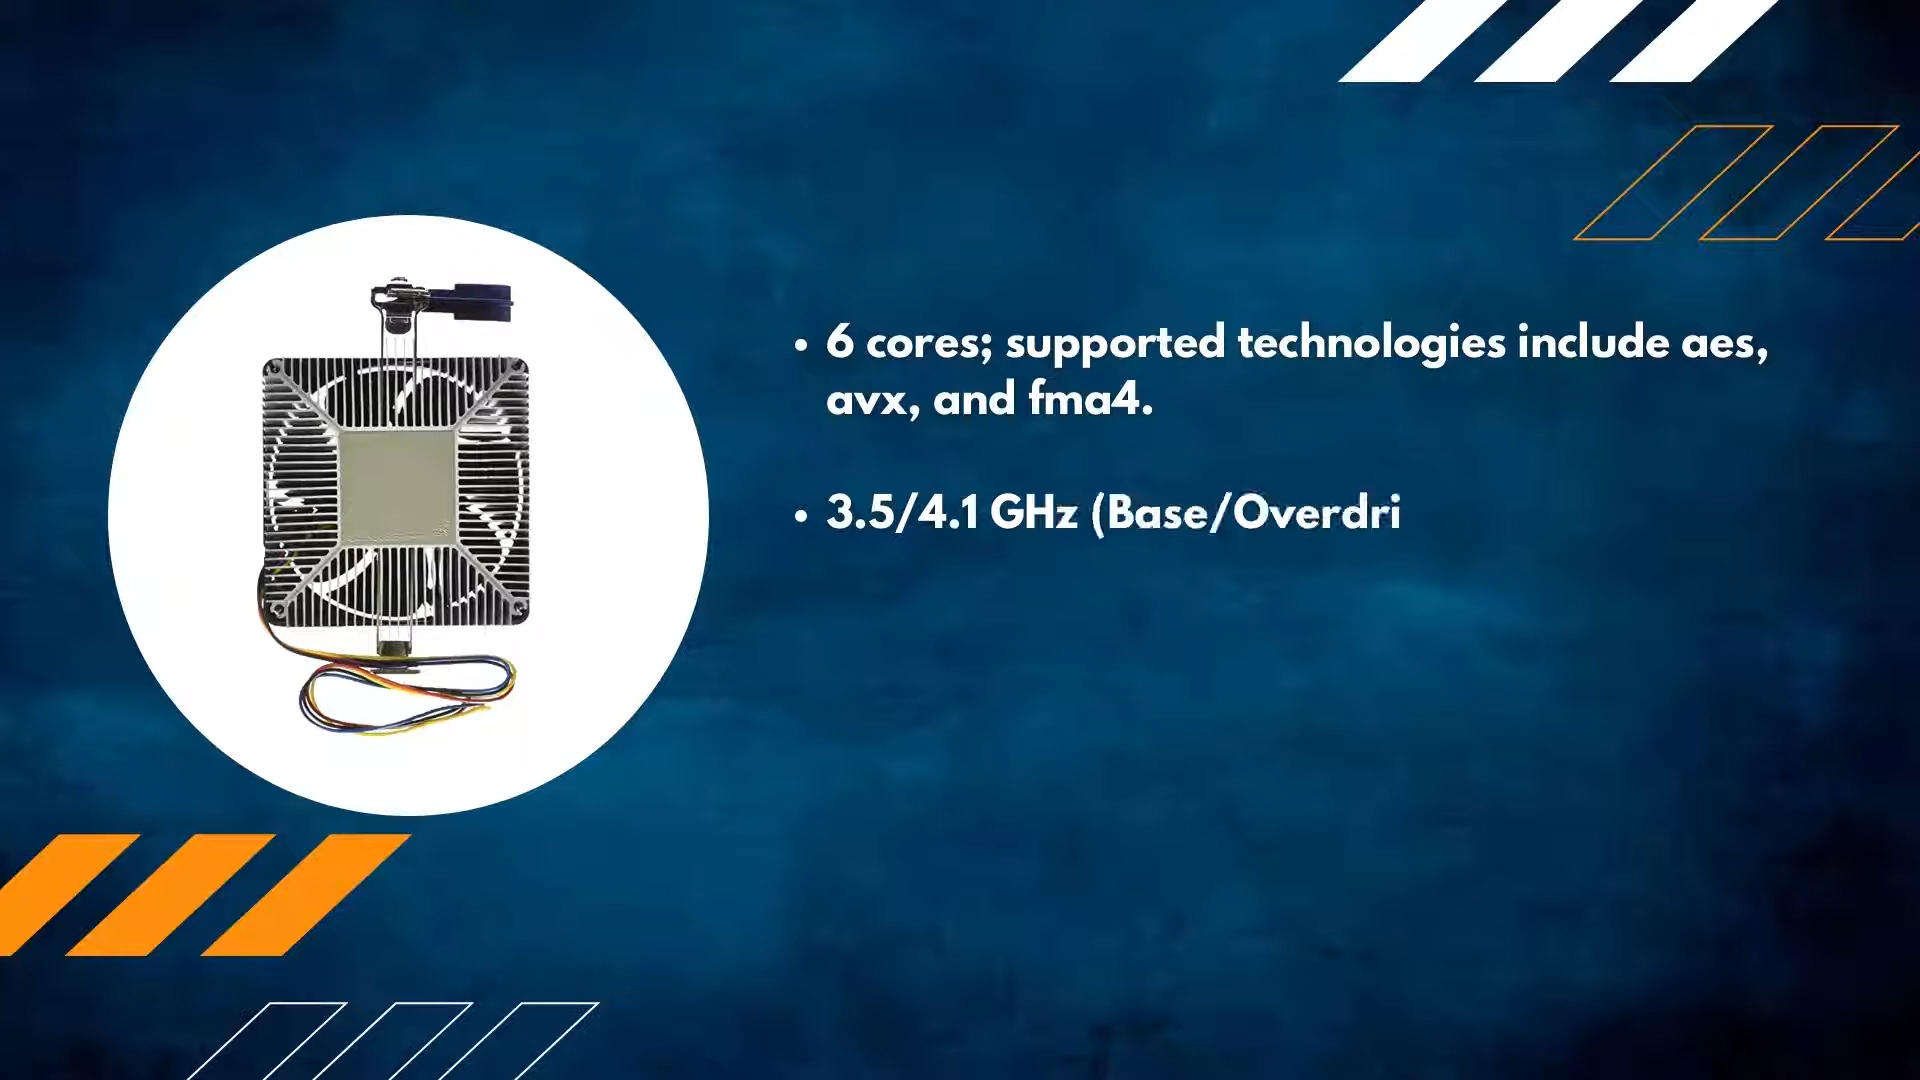 • 6 cores; supported technologies include aes,
avx, and fma4.
• 3.5/4.1 GHz (Base/Overdri